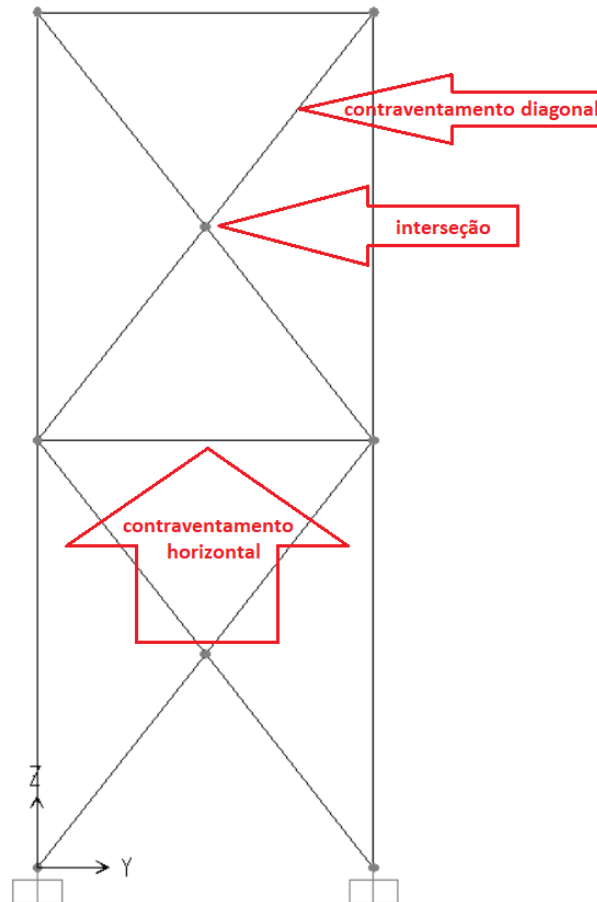 contraventamento diagonal
interseção
contraventamento
horizontal
Z
Y